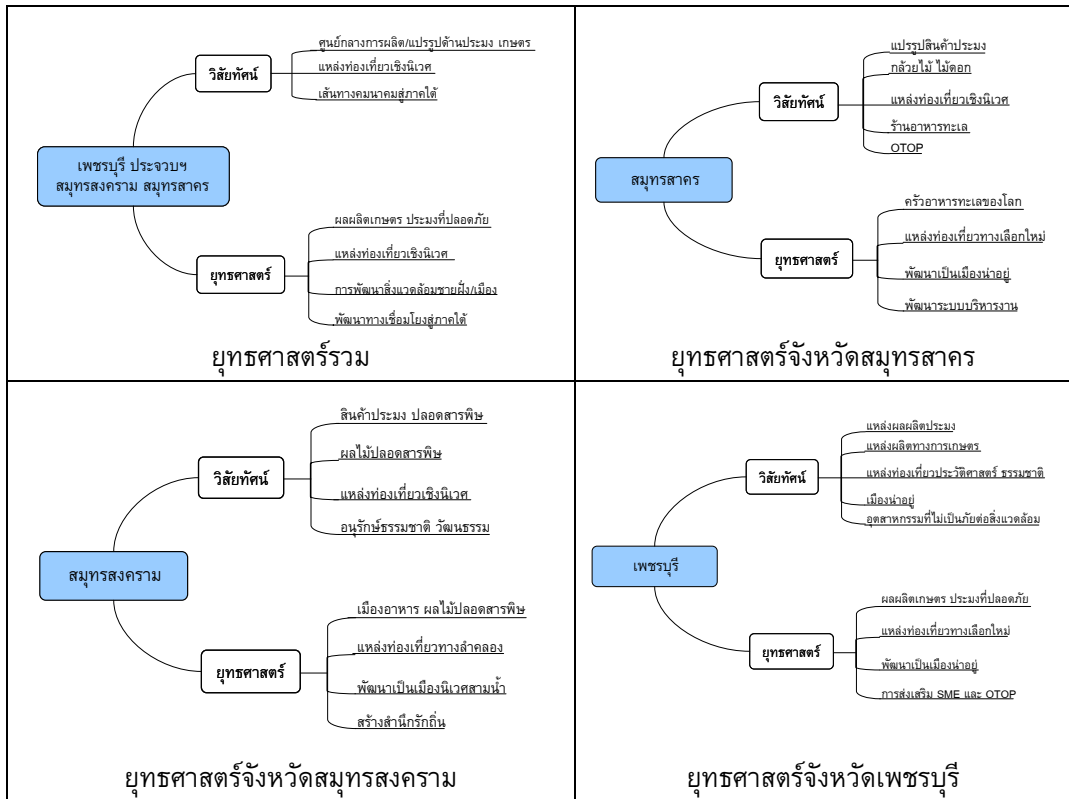 ศูนย์กลางการผลิต/แปรรูปด้านประมง เกษตร
วิสัยทัศน์
แหล่งท่องเที่ยวเชิงนิเวศ
เส้นทางคมนาคมสู่ภาคใต้
เพชรบุรี ประจวบฯ
สมุทรสงคราม สมุทรสาคร
ผลผลิตเกษตร ประมงที่ปลอดภัย
แหล่งท่องเที่ยวเชิงนิเวศ
ยุทธศาสตร์
การพัฒนาสิ่งแวดล้อมชายฝั่ง/เมือง
พัฒนาทางเชื่อมโยงสู่ภาคใต้
ยุทธศาสตร์รวม
แปรรูปสินค้าประมง
กล้วยไม้ ไม้ดอก
วิสัยทัศน์
แหล่งท่องเที่ยวเชิงนิเวศ
ร้านอาหารทะเล
OTOP
สมุทรสาคร
ครัวอาหารทะเลของโลก
แหล่งท่องเที่ยวทางเลือกใหม่
ยุทธศาสตร์
พัฒนาเป็นเมืองน่าอยู่
พัฒนาระบบบริหารงาน
ยุทธศาสตร์จังหวัดสมุทรสาคร
สินค้าประมง ปลอดสารพิษ
ผลไม้ปลอดสารพิษ
วิสัยทัศน์
แหล่งท่องเที่ยวเชิงนิเวศ
อนุรักษ์ธรรมชาติ วัฒนธรรม
สมุทรสงคราม
เมืองอาหาร ผลไม้ปลอดสารพิษ
แหล่งท่องเที่ยวทางลำคลอง
ยุทธศาสตร์
พัฒนาเป็นเมืองนิเวศสามน้ำ
สร้างสำนึกรักถิ่น
ยุทธศาสตร์จังหวัดสมุทรสงคราม
แหล่งผลผลิตประมง
แหล่งผลิตทางการเกษตร
วิสัยทัศน์
แหล่งท่องเที่ยวประวัติศาสตร์ ธรรมชาติ
เมืองน่าอยู่
อุตสาหกรรมที่ไม่เป็นภัยต่อสิ่งแวดล้อม
เพชรบุรี
ผลผลิตเกษตร ประมงที่ปลอดภัย
แหล่งท่องเที่ยวทางเลือกใหม่
ยุทธศาสตร์
พัฒนาเป็นเมืองน่าอยู่
การส่งเสริม SME และ OTOP
ยุทธศาสตร์จังหวัดเพชรบุรี